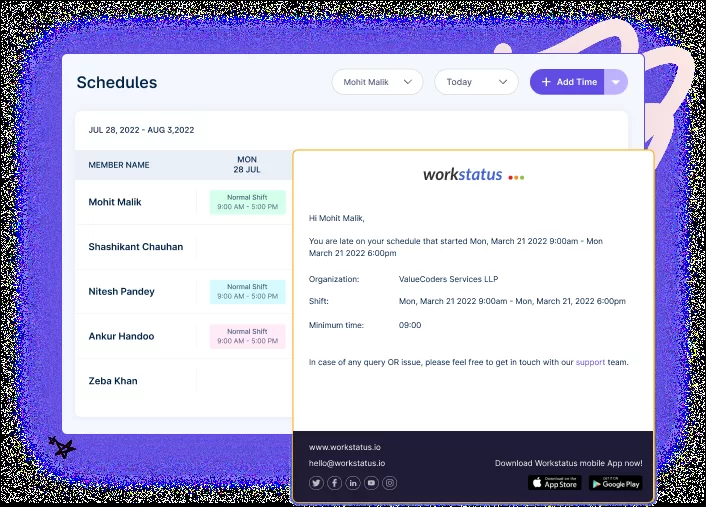 Schedules
Mohit Malik
Today
+ Add Time
JUL 28, 2022 - AUG 3,2022
MEMBER NAME
MON
28 JUL
Mohit Malik
Normal Shift
9:00 AM - 5:00 PM
Shashikant Chauhan
Nitesh Pandey
Normal Shift
9:00 AM - 5:00 PM
Ankur Handoo
Normal Shift
9:00 AM - 5:00 PM
Zeba Khan
workstatus
Hi Mohit Malik,
You are late on your schedule that started Mon, March 21 2022 9:00am - Mon
March 21 2022 6:00pm
Organization: ValueCoders Services LLP
Shift: Mon, March 21 2022 9:00am - Mon, March 21, 2022 6:00pm
Minimum time: 09:00
In case of any query OR issue, please feel free to get in touch with our support team.
www.workstatus.io
hello@workstatus.io
Download Workstatus mobile App now!
Download on the
App Store
GET IT ON
Google Play